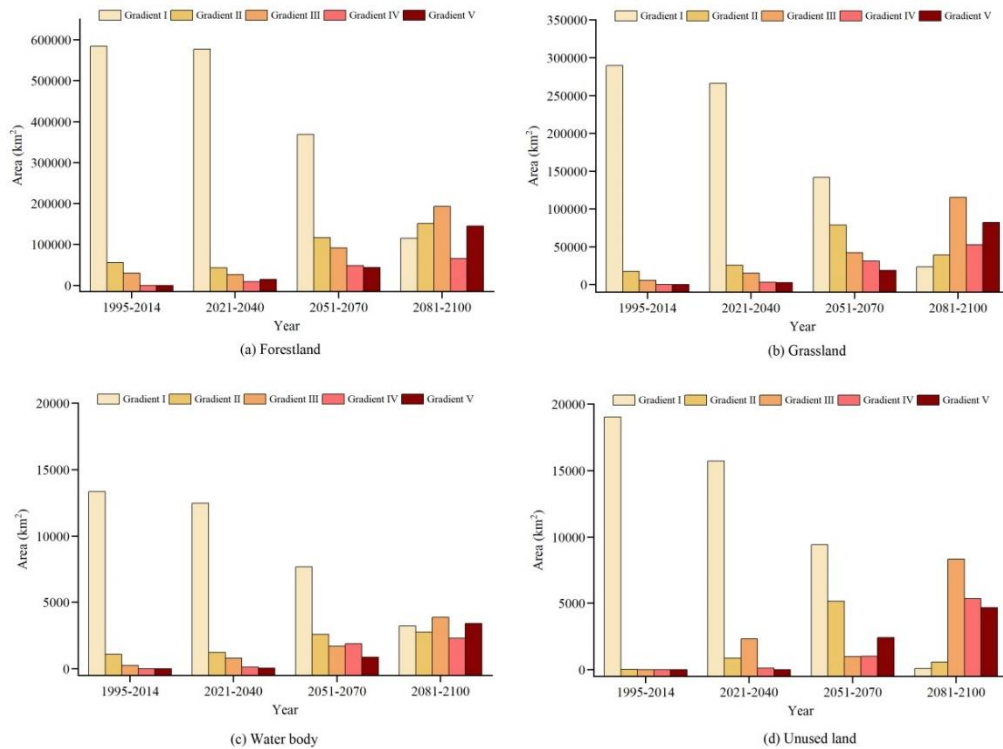 Gradient I Gradient II Gradient III Gradient IV Gradient V
600000
500000
400000
300000
200000
100000
0
Area (km²)
1995-2014 2021-2040 2051-2070 2081-2100
Year
(a) Forestland
Gradient I Gradient II Gradient III Gradient IV Gradient V
350000
300000
250000
200000
150000
100000
50000
0
Area (km²)
1995-2014 2021-2040 2051-2070 2081-2100
Year
(b) Grassland
Gradient I Gradient II Gradient III Gradient IV Gradient V
20000
15000
10000
5000
0
Area (km²)
1995-2014 2021-2040 2051-2070 2081-2100
Year
(c) Water body
Gradient I Gradient II Gradient III Gradient IV Gradient V
20000
15000
10000
5000
0
Area (km²)
1995-2014 2021-2040 2051-2070 2081-2100
Year
(d) Unused land